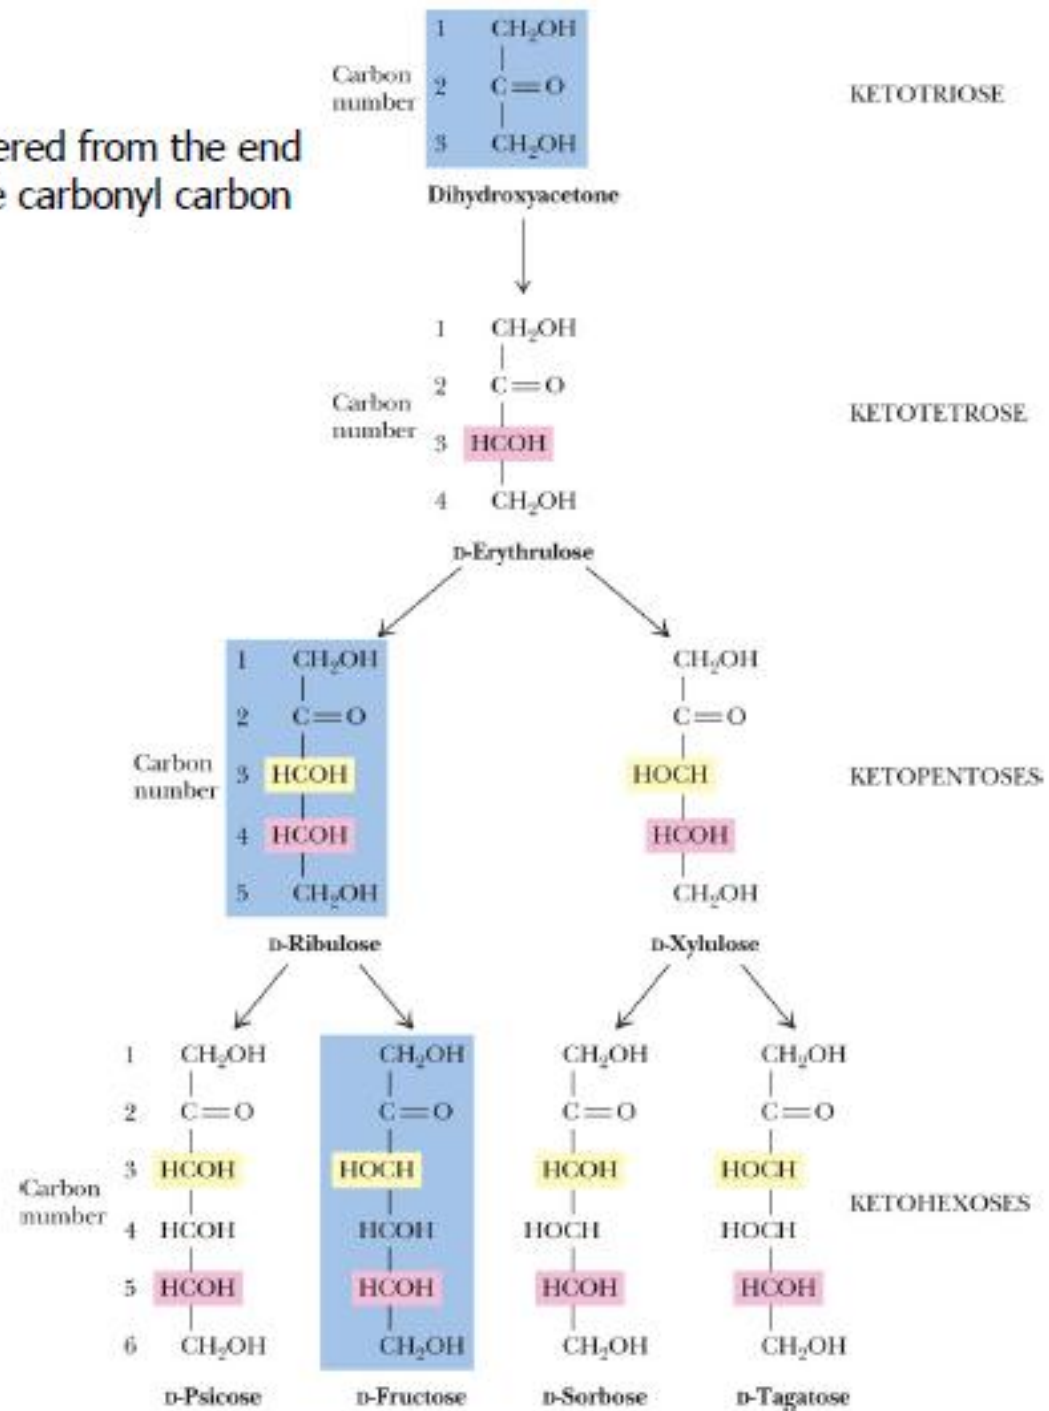 1 CH₂OH
Carbon number 2 C=O KETOTRIOSE
3 CH₂OH
ered from the end
carbonyl carbon
Dihydroxyacetone
1 CH₂OH
2 C=O
Carbon number KETOTETROSE
3 HCOH
4 CH₂OH
D-Erythrulose
1 CH₂OH CH₂OH
2 C=O C=O
Carbon number 3 HCOH HOCH KETOPENTOSES
4 HCOH HCOH
5 CH₂OH CH₂OH
D-Ribulose D-Xylulose
1 CH₂OH CH₂OH CH₂OH CH₂OH
2 C=O C=O C=O C=O
3 HCOH HOCH HCOH HOCH
Carbon number KETOHEXOSES
4 HCOH HCOH HOCH HOCH
5 HCOH HCOH HCOH HCOH
6 CH₂OH CH₂OH CH₂OH CH₂OH
D-Psicose D-Fructose D-Sorbose D-Tagatose